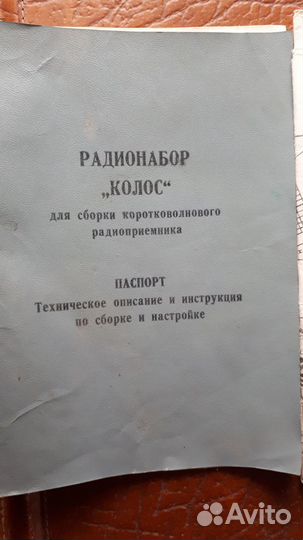 РАДИОНАБОР
„КОЛОС“
для сборки коротковолнового
радиоприемника
ПАСПОРТ
Техническое описание и инструкция
по сборке и настройке
Avito